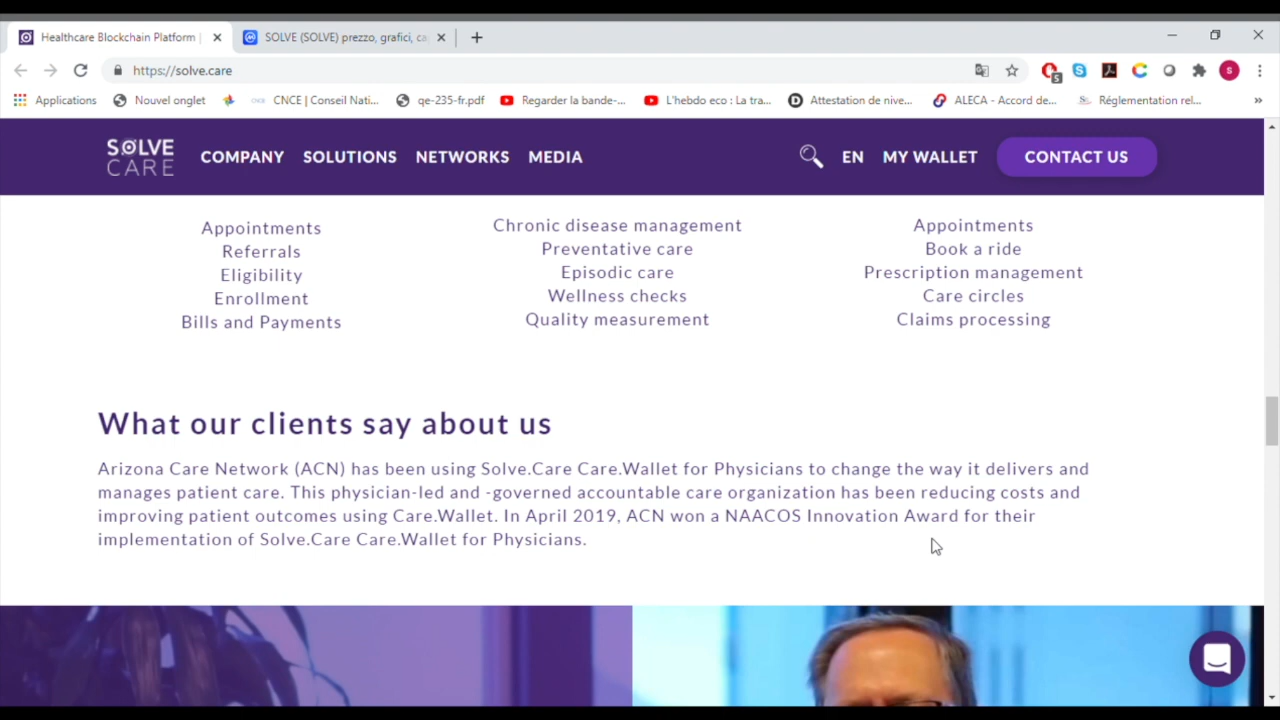 Healthcare Blockchain Platform |
SOLVE (SOLVE) prezzo, grafici, ca
https://solve.care
5
s
Applications
Nouvel onglet
CNCE | Conseil Nati...
qe-235-fr.pdf
Regarder la bande-...
L'hebdo eco : La tra...
Attestation de nive...
ALECA - Accord de...
Réglementation rel...
»
SOLVE
CARE
COMPANY
SOLUTIONS
NETWORKS
MEDIA
EN
MY WALLET
CONTACT US
Appointments
Referrals
Eligibility
Enrollment
Bills and Payments
Chronic disease management
Preventative care
Episodic care
Wellness checks
Quality measurement
Appointments
Book a ride
Prescription management
Care circles
Claims processing
What our clients say about us
Arizona Care Network (ACN) has been using Solve.Care Care.Wallet for Physicians to change the way it delivers and
manages patient care. This physician-led and -governed accountable care organization has been reducing costs and
improving patient outcomes using Care.Wallet. In April 2019, ACN won a NAACOS Innovation Award for their
implementation of Solve.Care Care.Wallet for Physicians.